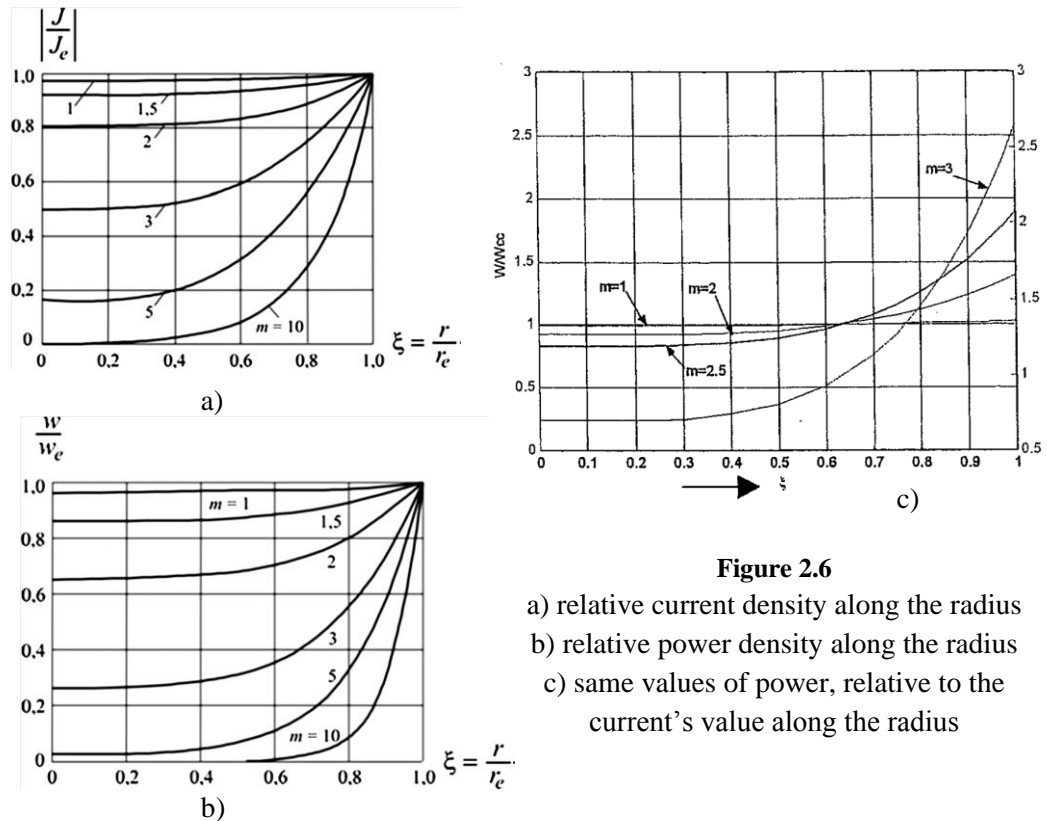 |J/Jₑ|
1,0
0,8
0,6
0,4
0,2
0
1
1,5
2
3
5
m = 10
0 0,2 0,4 0,6 0,8 1,0
ξ = r/rₑ
a)
w/wₑ
1,0
0,8
0,6
0,4
0,2
0
m = 1
1,5
2
3
5
m = 10
0 0,2 0,4 0,6 0,8 1,0
ξ = r/rₑ
b)
W/Wcc
3
2.5
2
1.5
1
0.5
0
m=1
m=2
m=2.5
m=3
3
2.5
2
1.5
1
0.5
0 0.1 0.2 0.3 0.4 0.5 0.6 0.7 0.8 0.9 1
ξ
c)
Figure 2.6
a) relative current density along the radius
b) relative power density along the radius
c) same values of power, relative to the
current’s value along the radius